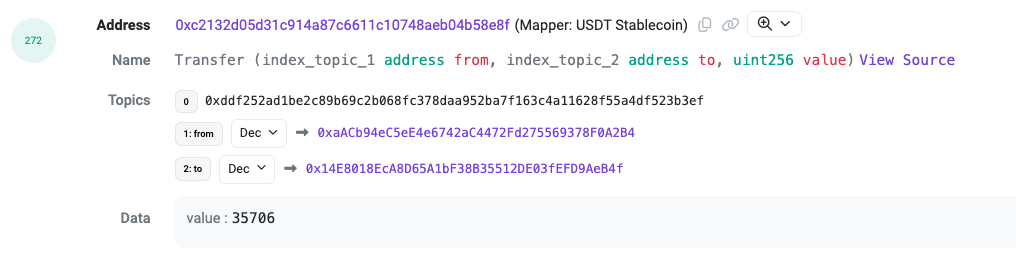 272
Address 0xc2132d05d31c914a87c6611c10748aeb04b58e8f (Mapper: USDT Stablecoin)
Name Transfer (index_topic_1 address from, index_topic_2 address to, uint256 value) View Source
Topics 0 0xddf252ad1be2c89b69c2b068fc378daa952ba7f163c4a11628f55a4df523b3ef
1: from Dec 0xaACb94eC5eE4e6742aC4472Fd275569378F0A2B4
2: to Dec 0x14E8018EcA8D65A1bF38B35512DE03fEFD9AeB4f
Data value : 35706